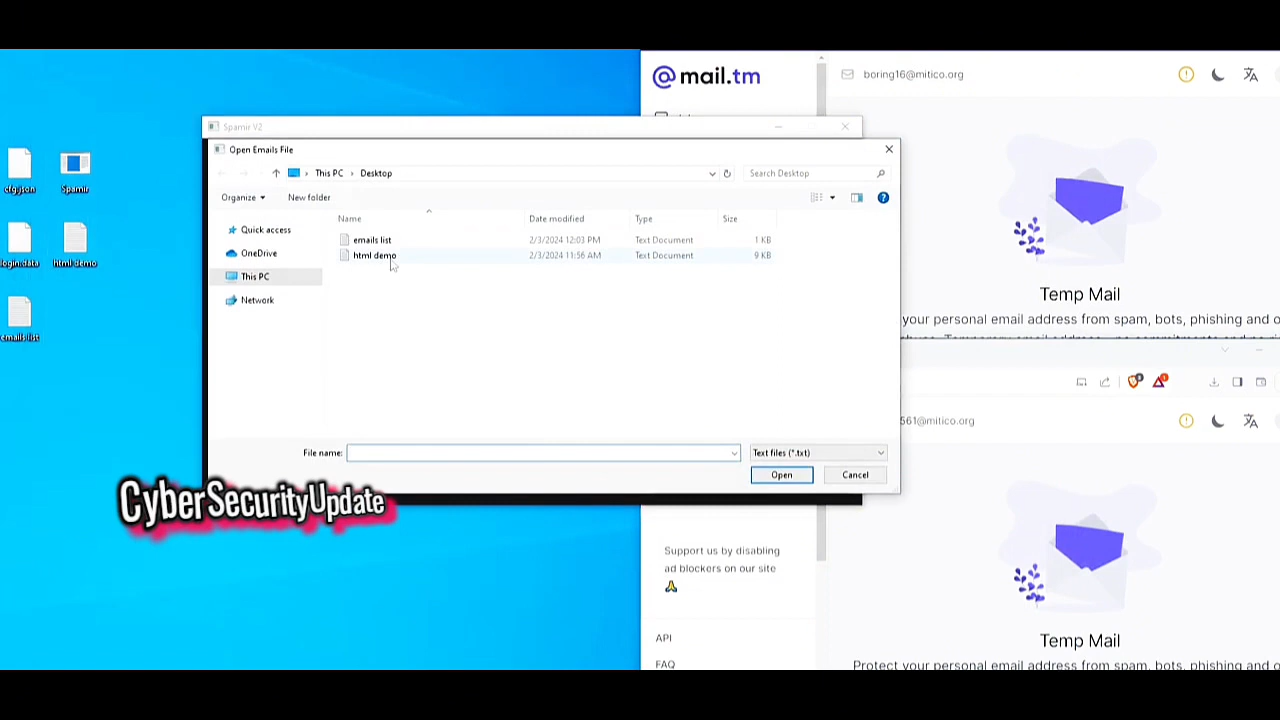 @mail.tm
boring16@mitico.org
Spamir V2
Open Emails File
This PC > Desktop
Search Desktop
Organize
New folder
Name
Date modified
Type
Size
Quick access
OneDrive
This PC
Network
emails list
2/3/2024 12:03 PM
Text Document
1 KB
html demo
2/3/2024 11:56 AM
Text Document
9 KB
File name:
Text files (*.txt)
Open
Cancel
cfg.json
Spamir
login.data
html demo
emails list
CyberSecurityUpdate
Temp Mail
your personal email address from spam, bots, phishing and o
561@mitico.org
Support us by disabling
ad blockers on our site
API
FAQ
Temp Mail
Protect your personal email address from spam, bots, phishing and o